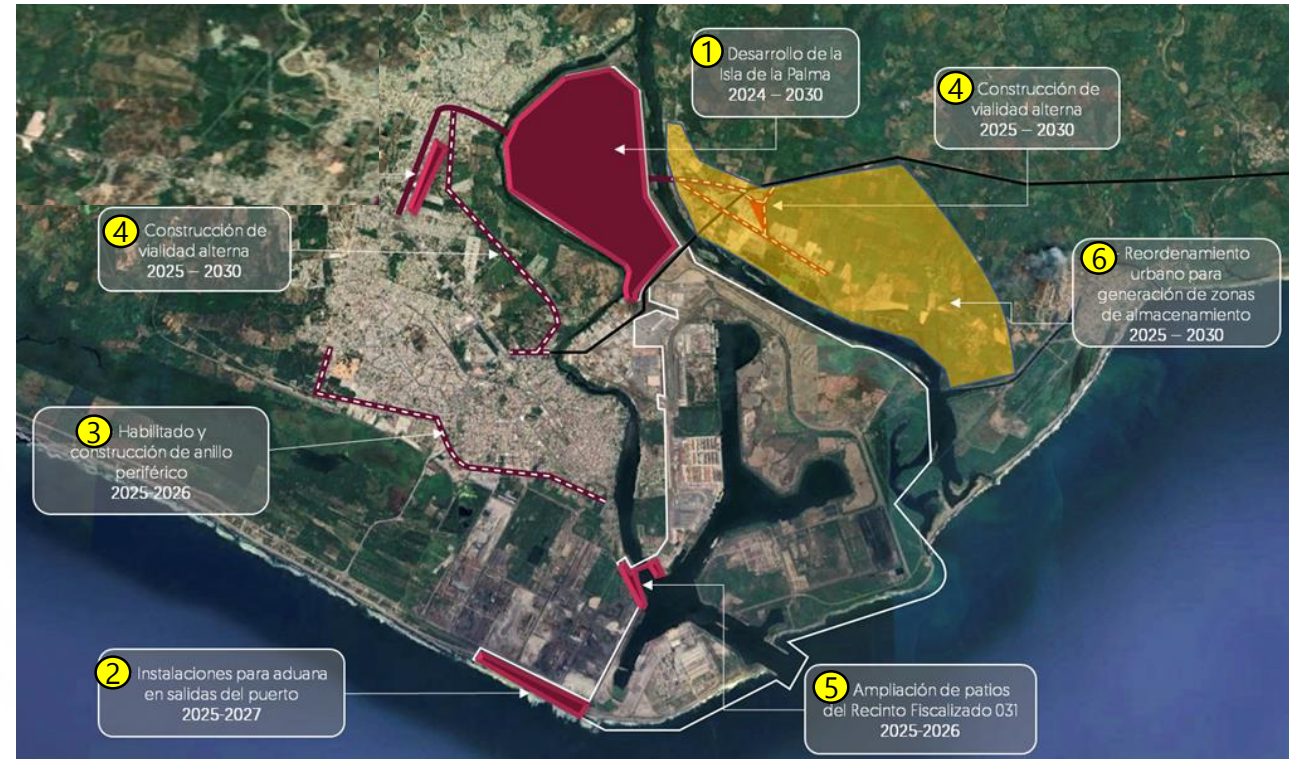 1 Desarrollo de la
Isla de la Palma
2024 – 2030
4 Construcción de
vialidad alterna
2025 – 2030
4 Construcción de
vialidad alterna
2025 – 2030
6 Reordenamiento
urbano para
generación de zonas
de almacenamiento
2025 – 2030
3 Habilitado y
construcción de anillo
periférico
2025-2026
2 Instalaciones para aduana
en salidas del puerto
2025-2027
5 Ampliación de patios
del Recinto Fiscalizado 031
2025-2026